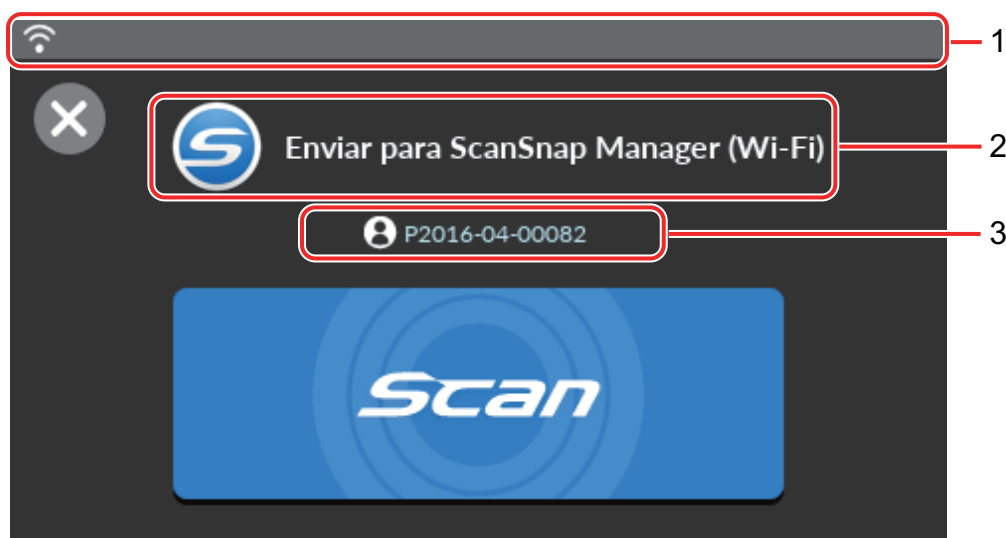 1
Enviar para ScanSnap Manager (Wi-Fi)
2
P2016-04-00082
3
Scan